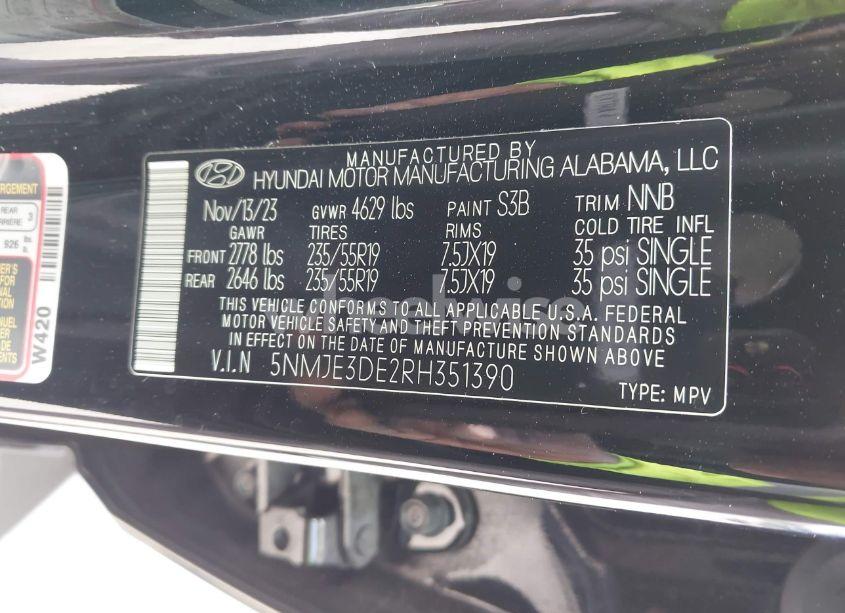 MANUFACTURED BY
HYUNDAI MOTOR MANUFACTURING ALABAMA, LLC
Nov/13/23 GVWR 4629 lbs PAINT S3B TRIM NNB
GAWR TIRES RIMS COLD TIRE INFL
FRONT 2778 lbs 235/55R19 7.5JX19 35 psi SINGLE
REAR 2646 lbs 235/55R19 7.5JX19 35 psi SINGLE
THIS VEHICLE CONFORMS TO ALL APPLICABLE U.S.A. FEDERAL
MOTOR VEHICLE SAFETY AND THEFT PREVENTION STANDARDS
IN EFFECT ON THE DATE OF MANUFACTURE SHOWN ABOVE.
V.I.N 5NMJE3DE2RH351390
TYPE: MPV
REAR
3
926
W420